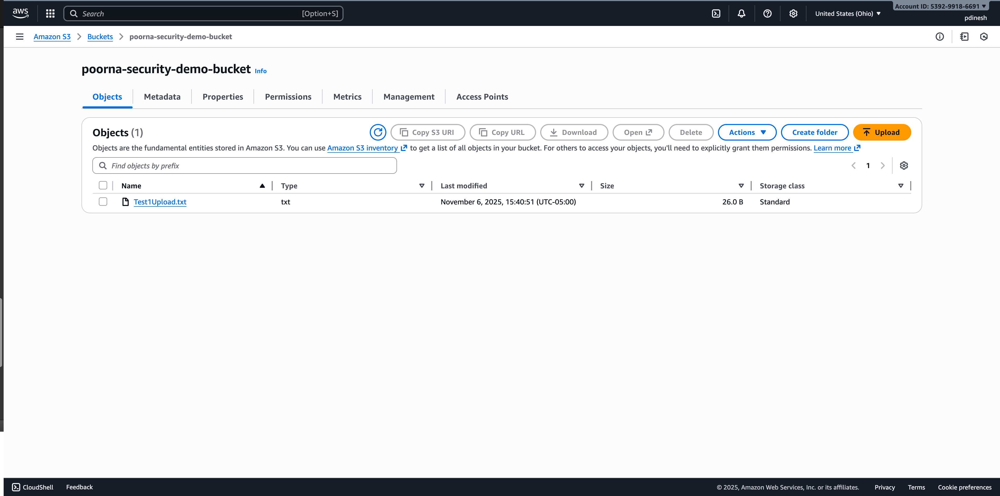 aws Search [Option+S] United States (Ohio) Account ID: 5392-9918-6691
pdinesh
Amazon S3 Buckets poorna-security-demo-bucket
poorna-security-demo-bucket Info
Objects Metadata Properties Permissions Metrics Management Access Points
Objects (1) Copy S3 URI Copy URL Download Open Delete Actions Create folder Upload
Objects are the fundamental entities stored in Amazon S3. You can use Amazon S3 inventory to get a list of all objects in your bucket. For others to access your objects, you'll need to explicitly grant them permissions. Learn more
Find objects by prefix 1
Name Type Last modified Size Storage class
Test1Upload.txt txt November 6, 2025, 15:40:51 (UTC-05:00) 26.0 B Standard
CloudShell Feedback © 2025, Amazon Web Services, Inc. or its affiliates. Privacy Terms Cookie preferences